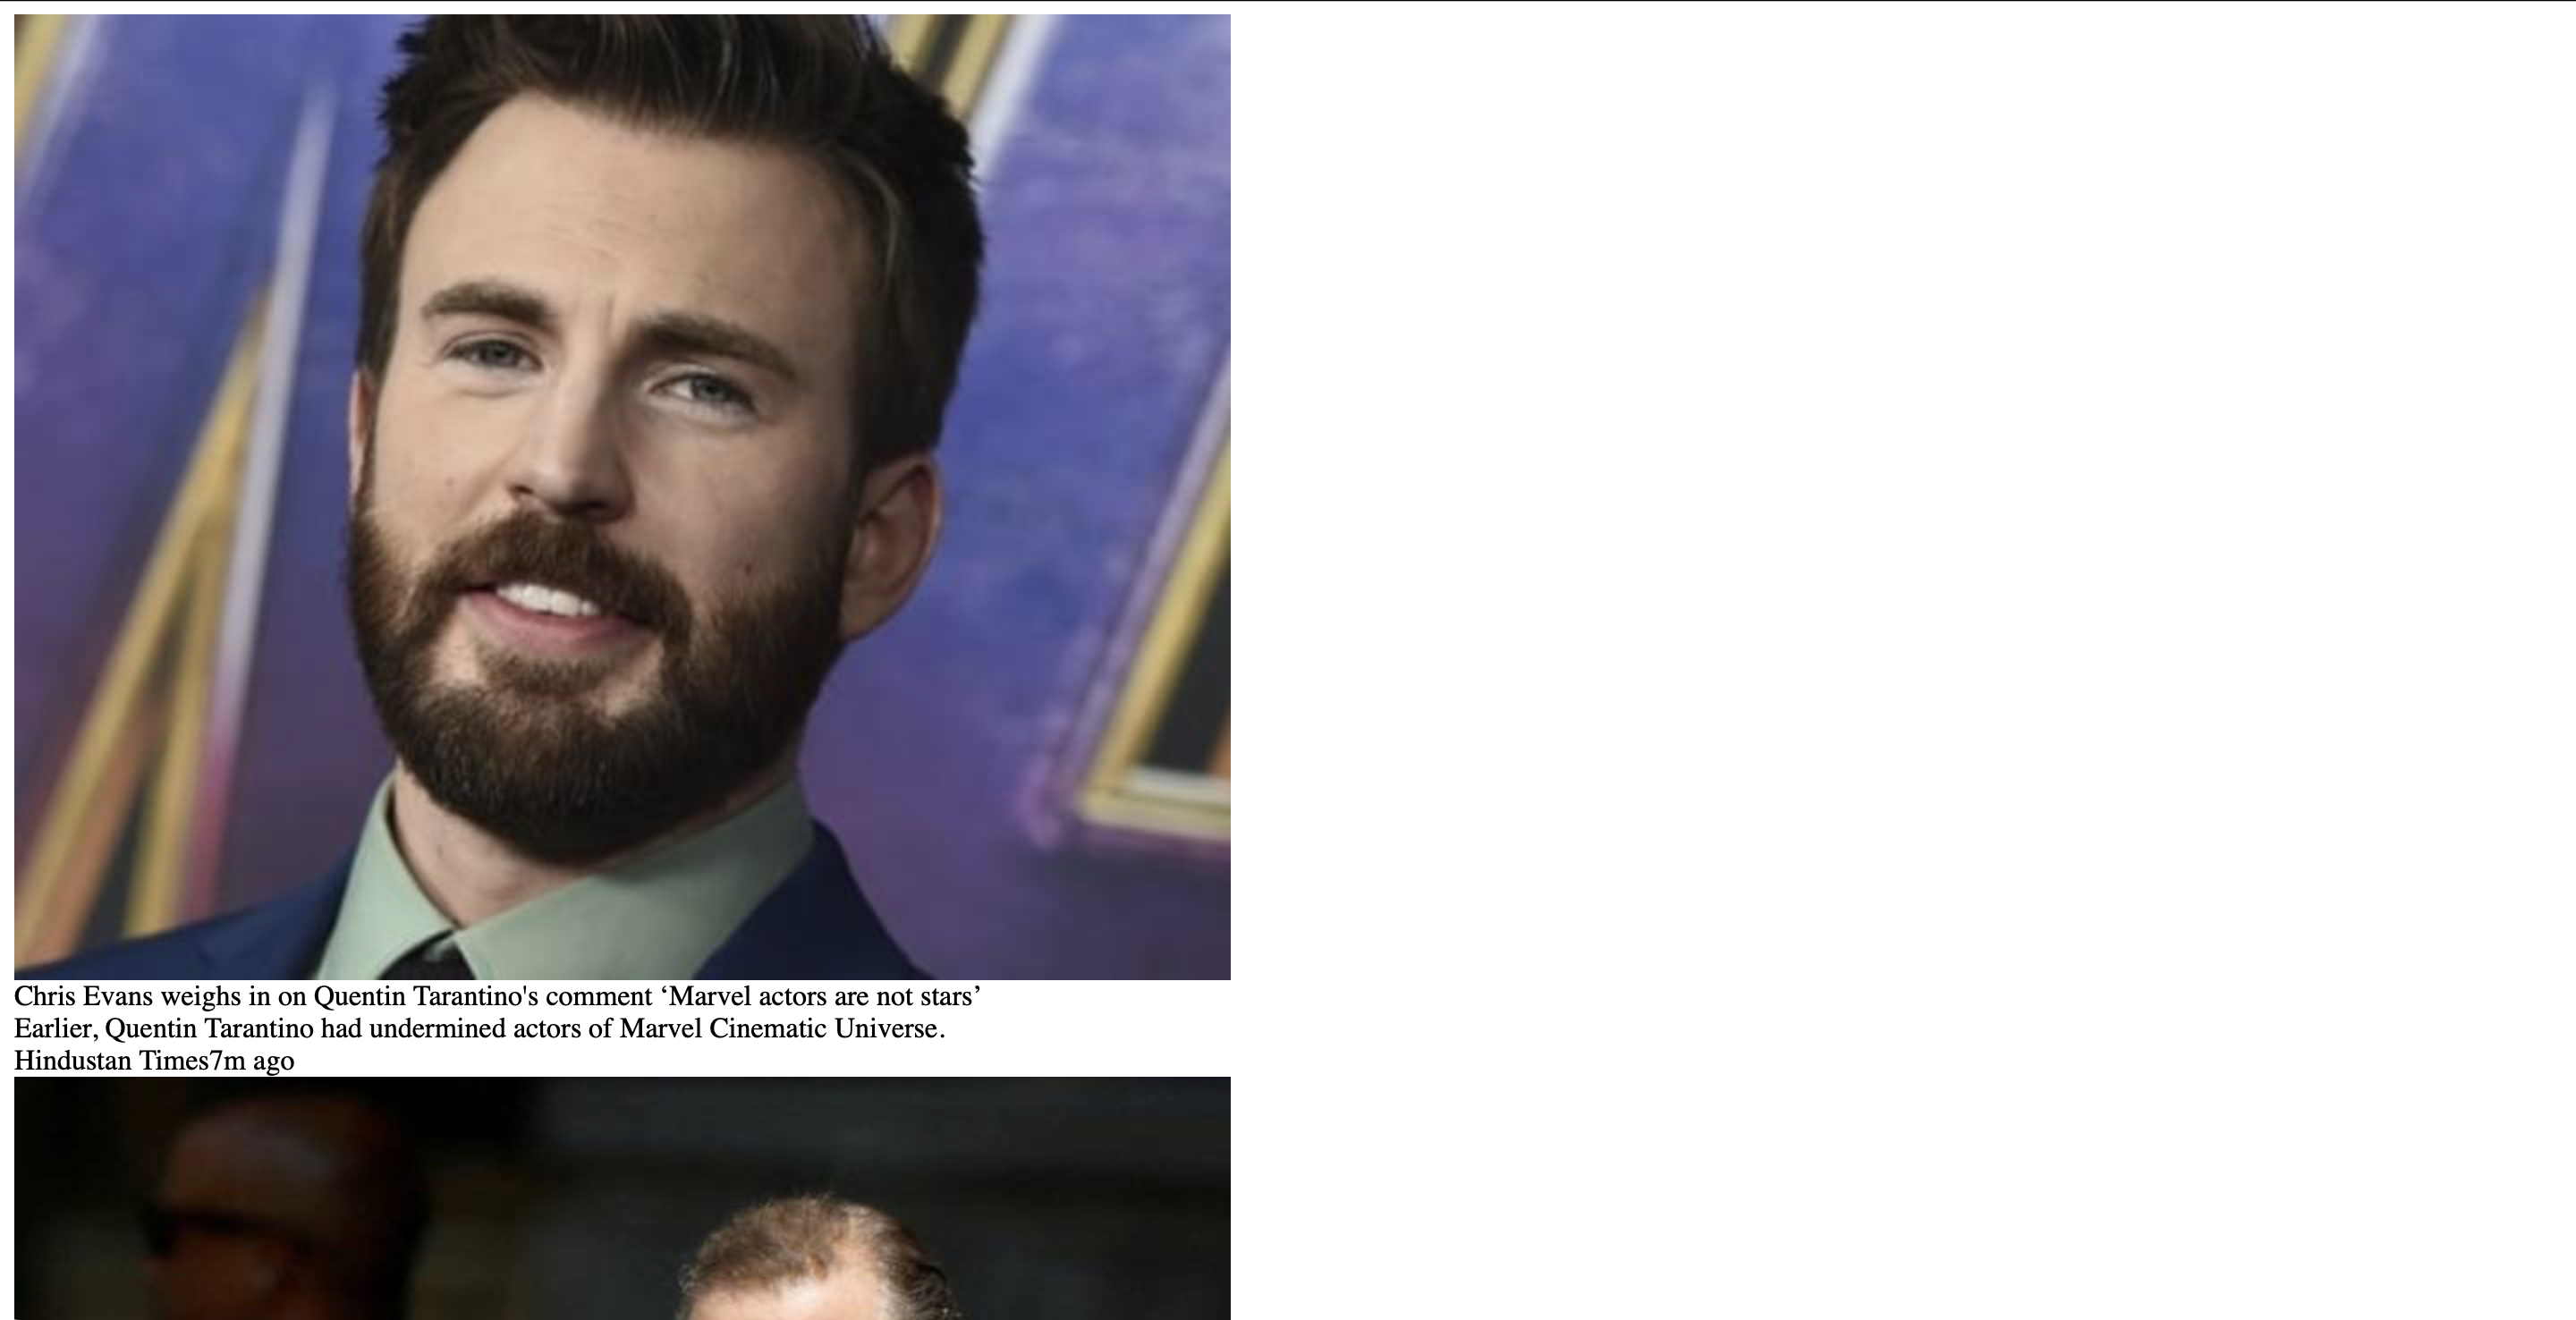 Chris Evans weighs in on Quentin Tarantino's comment ‘Marvel actors are not stars’
Earlier, Quentin Tarantino had undermined actors of Marvel Cinematic Universe.
Hindustan Times7m ago